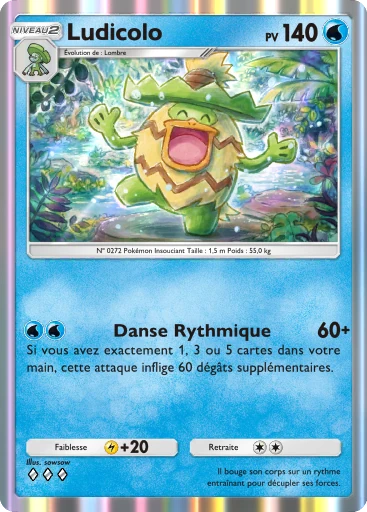 NIVEAU 2 Ludicolo PV 140
Évolution de : Lombre
N° 0272 Pokémon Insouciant Taille : 1,5 m Poids : 55,0 kg
Danse Rythmique 60+
Si vous avez exactement 1, 3 ou 5 cartes dans votre
main, cette attaque inflige 60 dégâts supplémentaires.
Faiblesse +20 Retraite
Illus. sowsow
Il bouge son corps sur un rythme
entraînant pour décupler ses forces.